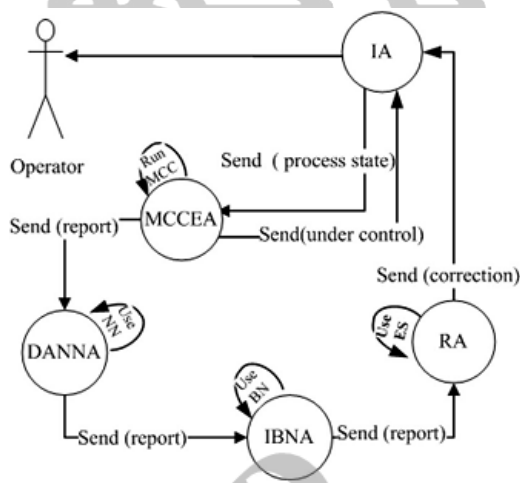 IA
Operator
Send ( process state)
Run
MCC
MCCEA
Send (report)
Send(under control)
Send (correction)
Use
NN
DANNA
Use
ES
RA
Use
BN
Send (report)
IBNA
Send (report)